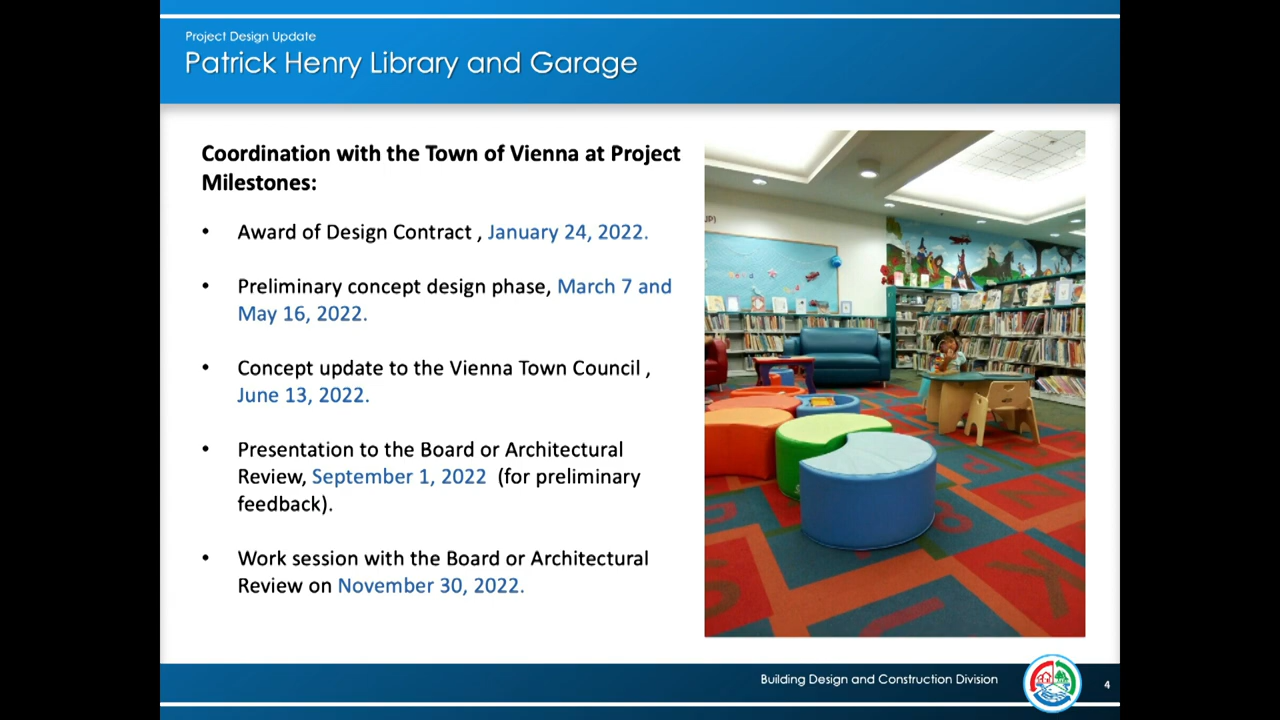 Project Design Update
Patrick Henry Library and Garage
Coordination with the Town of Vienna at Project
Milestones:
• Award of Design Contract , January 24, 2022.
• Preliminary concept design phase, March 7 and
May 16, 2022.
• Concept update to the Vienna Town Council ,
June 13, 2022.
• Presentation to the Board or Architectural
Review, September 1, 2022 (for preliminary
feedback).
• Work session with the Board or Architectural
Review on November 30, 2022.
Building Design and Construction Division
4